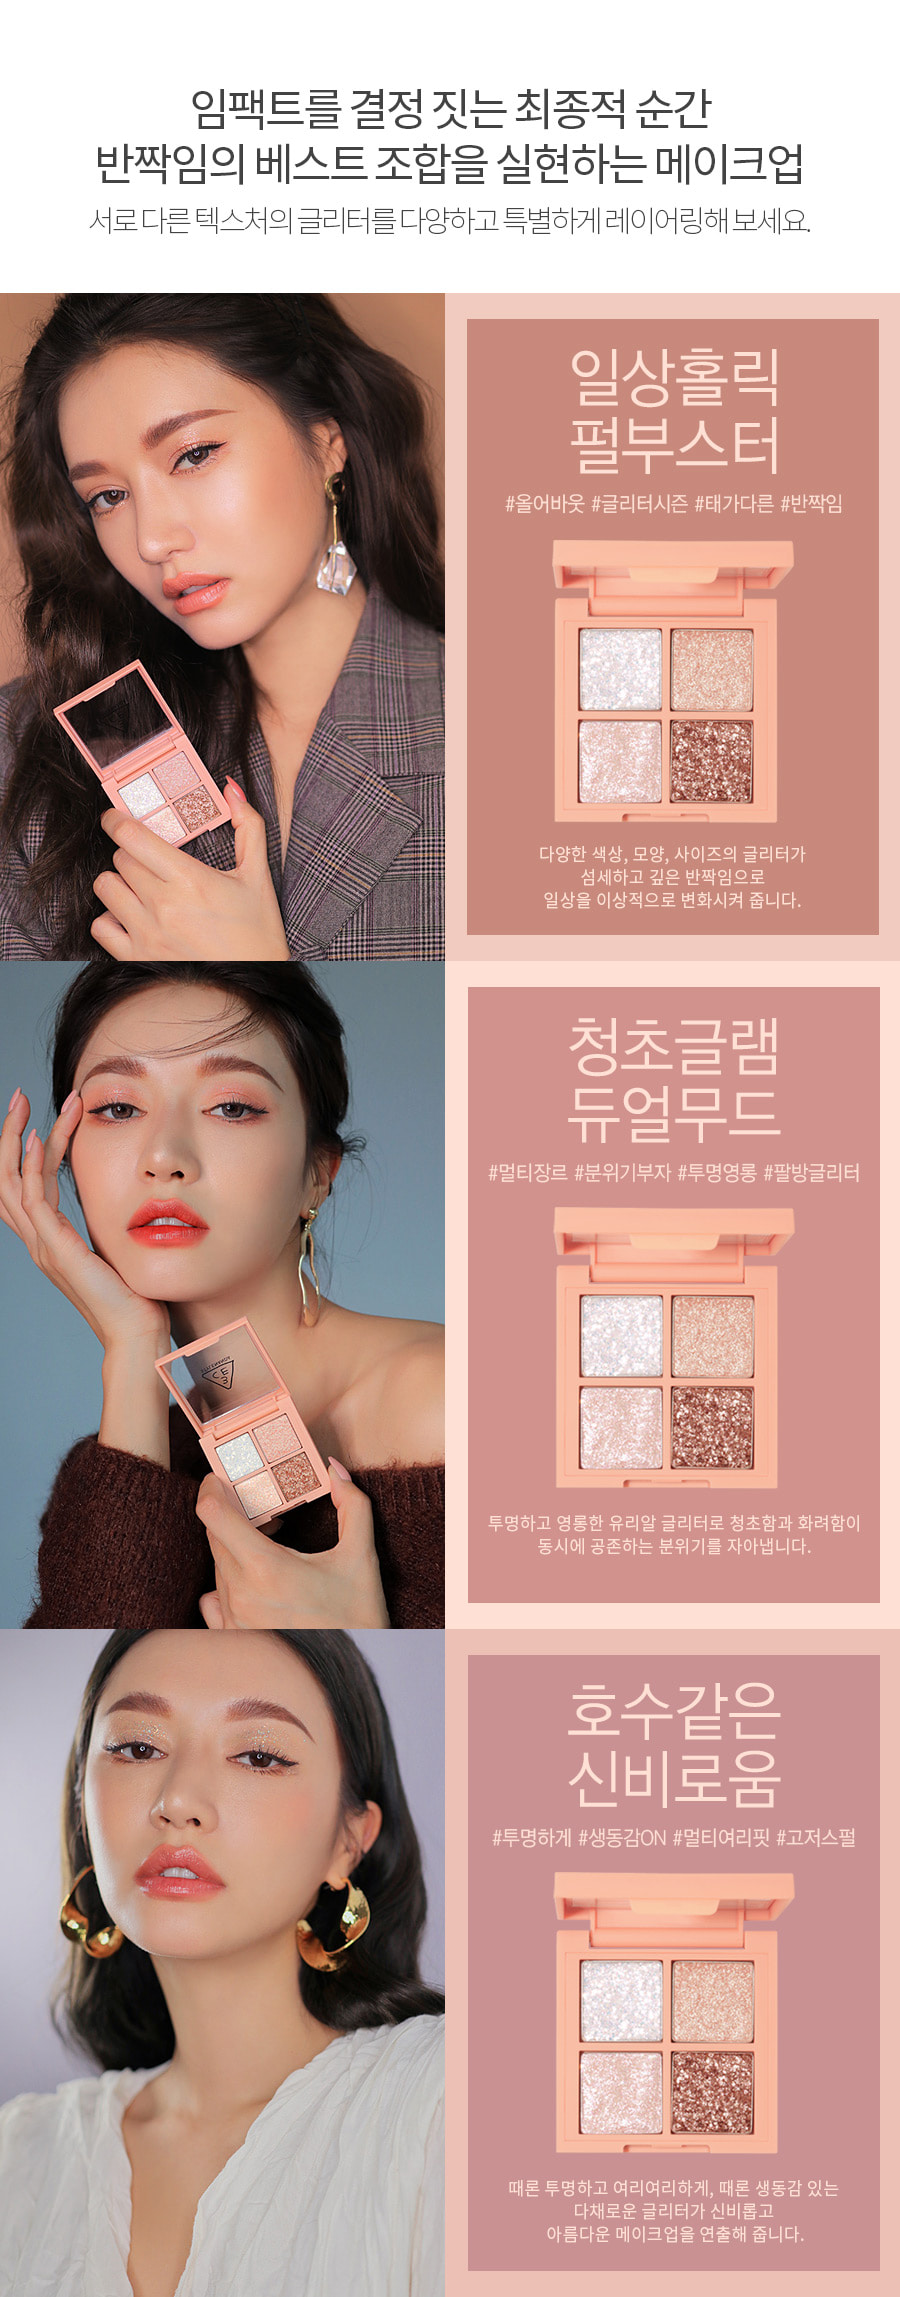 임팩트를 결정 짓는 최종적 순간
반짝임의 베스트 조합을 실현하는 메이크업
서로 다른 텍스처의 글리터를 다양하고 특별하게 레이어링해 보세요.
일상홀릭
펄부스터
#올어바웃 #글리터시즌 #태가다른 #반짝임
다양한 색상, 모양, 사이즈의 글리터가
섬세하고 깊은 반짝임으로
일상을 이상적으로 변화시켜 줍니다.
청초글램
듀얼무드
#멀티장르 #분위기부자 #투명영롱 #팔방글리터
3CE
투명하고 영롱한 유리알 글리터로 청초함과 화려함이
동시에 공존하는 분위기를 자아냅니다.
호수같은
신비로움
#투명하게 #생동감ON #멀티여리핏 #고저스펄
때론 투명하고 여리여리하게, 때론 생동감 있는
다채로운 글리터가 신비롭고
아름다운 메이크업을 연출해 줍니다.